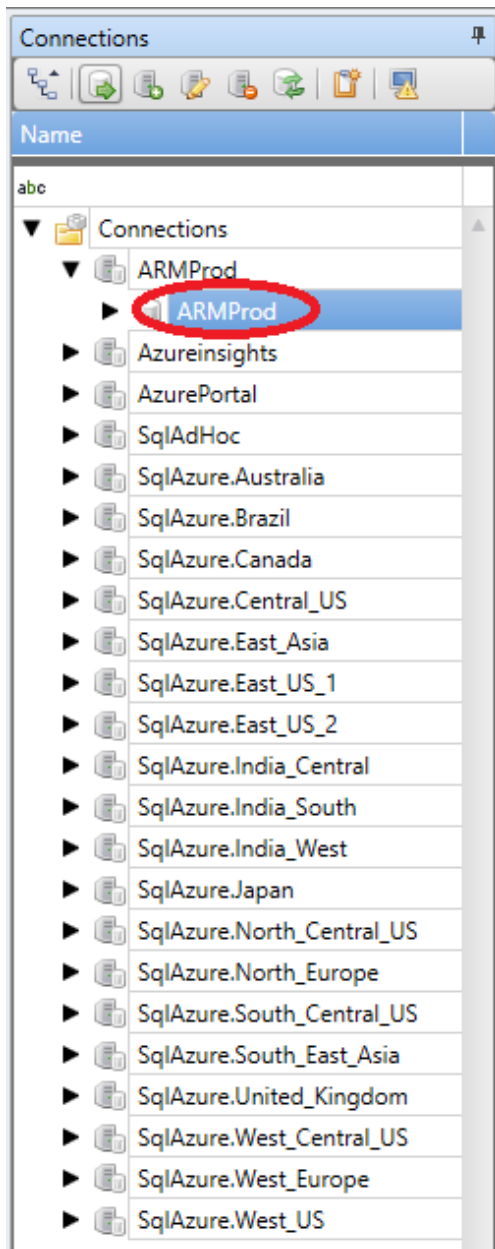 Connections
Name
abc
Connections
ARMProd
ARMProd
Azureinsights
AzurePortal
SqlAdHoc
SqlAzure.Australia
SqlAzure.Brazil
SqlAzure.Canada
SqlAzure.Central_US
SqlAzure.East_Asia
SqlAzure.East_US_1
SqlAzure.East_US_2
SqlAzure.India_Central
SqlAzure.India_South
SqlAzure.India_West
SqlAzure.Japan
SqlAzure.North_Central_US
SqlAzure.North_Europe
SqlAzure.South_Central_US
SqlAzure.South_East_Asia
SqlAzure.United_Kingdom
SqlAzure.West_Central_US
SqlAzure.West_Europe
SqlAzure.West_US